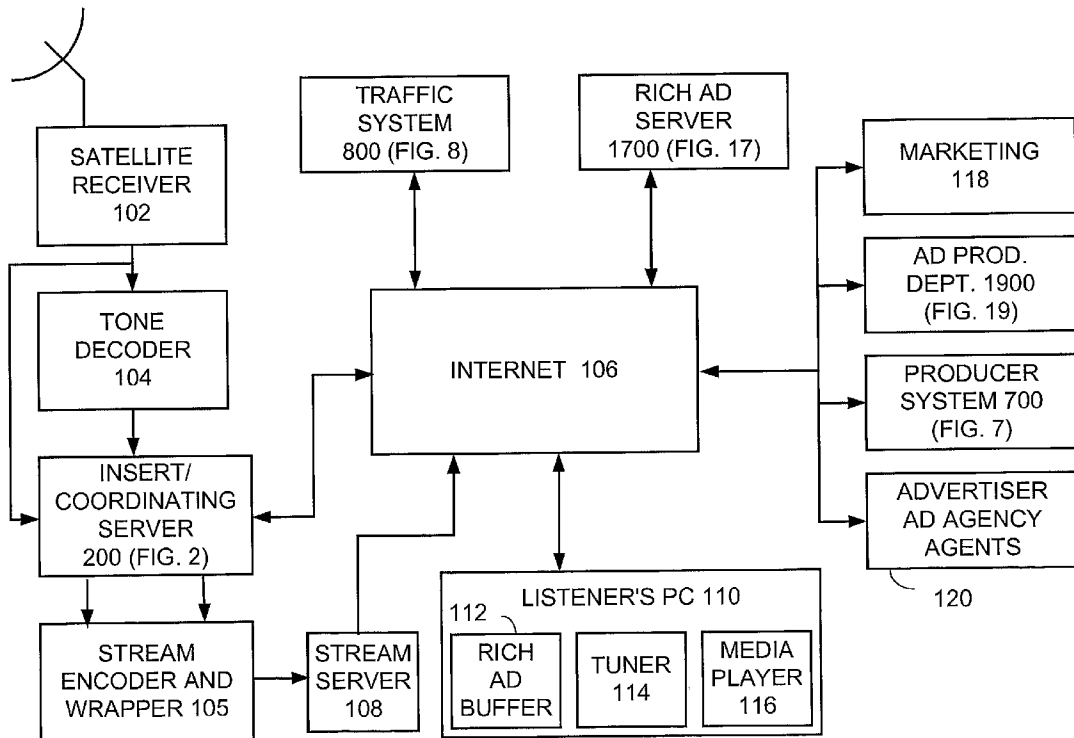 SATELLITE
RECEIVER
102
TONE
DECODER
104
INSERT/
COORDINATING
SERVER
200 (FIG. 2)
STREAM
ENCODER AND
WRAPPER 105
STREAM
SERVER
108
TRAFFIC
SYSTEM
800 (FIG. 8)
RICH AD
SERVER
1700 (FIG. 17)
INTERNET 106
LISTENER'S PC 110
112
RICH
AD
BUFFER
TUNER
114
MEDIA
PLAYER
116
MARKETING
118
AD PROD.
DEPT. 1900
(FIG. 19)
PRODUCER
SYSTEM 700
(FIG. 7)
ADVERTISER
AD AGENCY
AGENTS
120